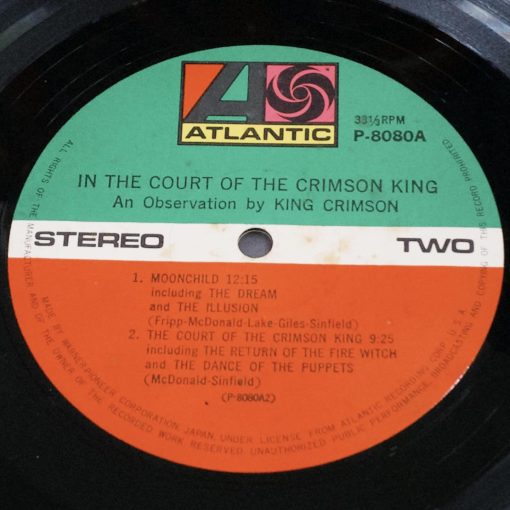 ATLANTIC
33⅓RPM
P-8080A
IN THE COURT OF THE CRIMSON KING
An Observation by KING CRIMSON
STEREO
TWO
1. MOONCHILD 12:15
including THE DREAM
and THE ILLUSION
(Fripp-McDonald-Lake-Giles-Sinfield)
2. THE COURT OF THE CRIMSON KING 9:25
including THE RETURN OF THE FIRE WITCH
and THE DANCE OF THE PUPPETS
(McDonald-Sinfield)
(P-8080A2)
MADE BY WARNER-PIONEER CORPORATION, JAPAN, UNDER LICENSE FROM ATLANTIC RECORDING CORP. U.S.A.
ALL RIGHTS OF THE MANUFACTURER AND OF THE OWNER OF THE RECORDED WORK RESERVED UNAUTHORIZED PUBLIC PERFORMANCE, BROADCASTING AND COPYING OF THIS RECORD PROHIBITED.